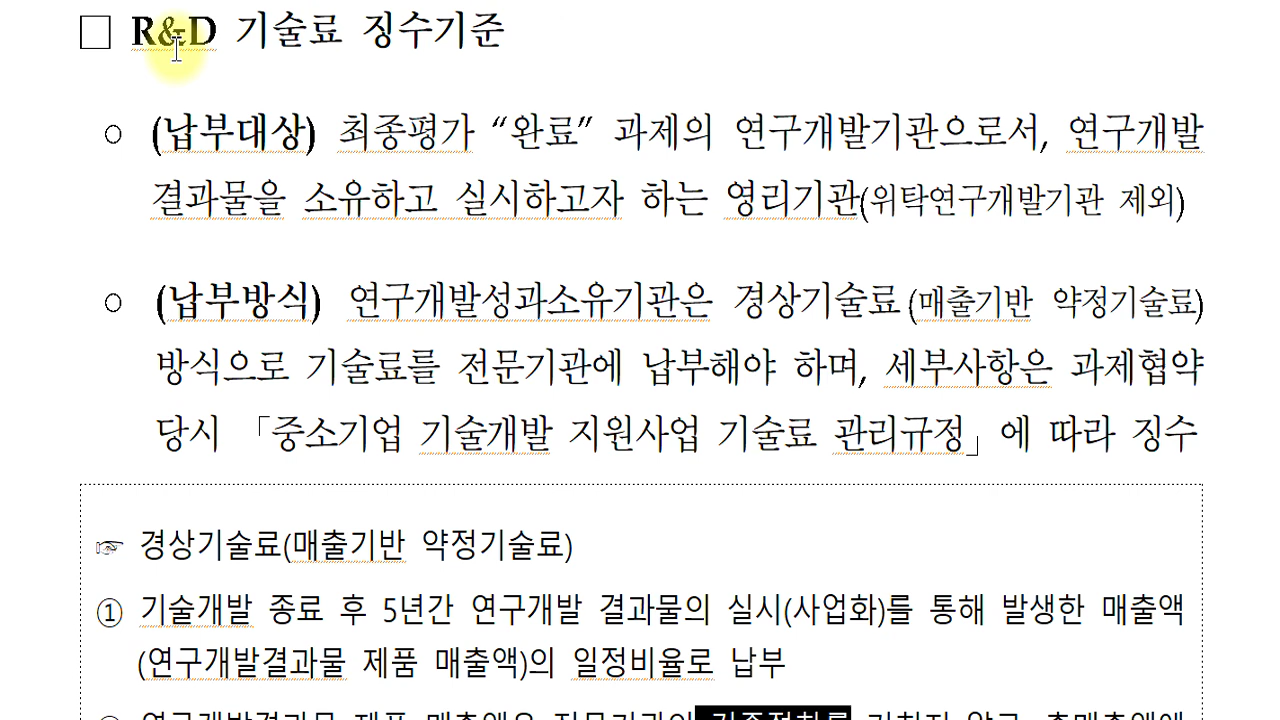 □ R&D 기술료 징수기준
○ (납부대상) 최종평가 “완료” 과제의 연구개발기관으로서, 연구개발
결과물을 소유하고 실시하고자 하는 영리기관(위탁연구개발기관 제외)
○ (납부방식) 연구개발성과소유기관은 경상기술료(매출기반 약정기술료)
방식으로 기술료를 전문기관에 납부해야 하며, 세부사항은 과제협약
당시 「중소기업 기술개발 지원사업 기술료 관리규정」에 따라 징수
☞ 경상기술료(매출기반 약정기술료)
① 기술개발 종료 후 5년간 연구개발 결과물의 실시(사업화)를 통해 발생한 매출액
(연구개발결과물 제품 매출액)의 일정비율로 납부